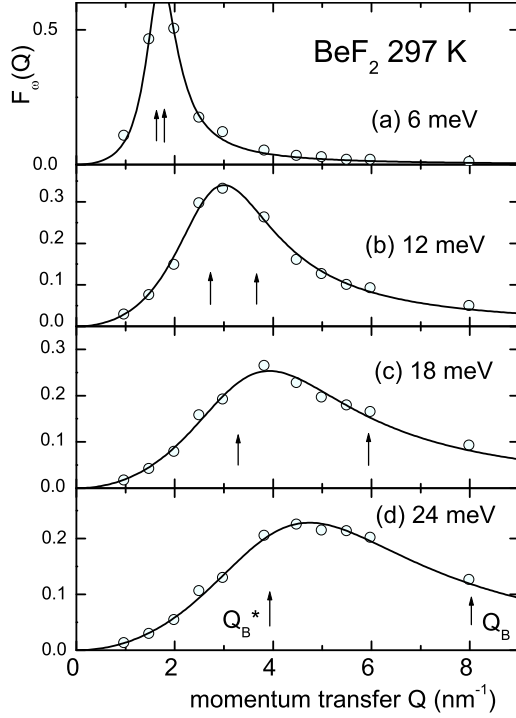 F_ω(Q)
BeF₂ 297 K
0.5
(a) 6 meV
0.0
0.3
0.2
(b) 12 meV
0.1
0.0
0.3
(c) 18 meV
0.2
0.1
0.0
(d) 24 meV
0.2
0.1
Q_B* Q_B
0.0
0 2 4 6 8
momentum transfer Q (nm⁻¹)